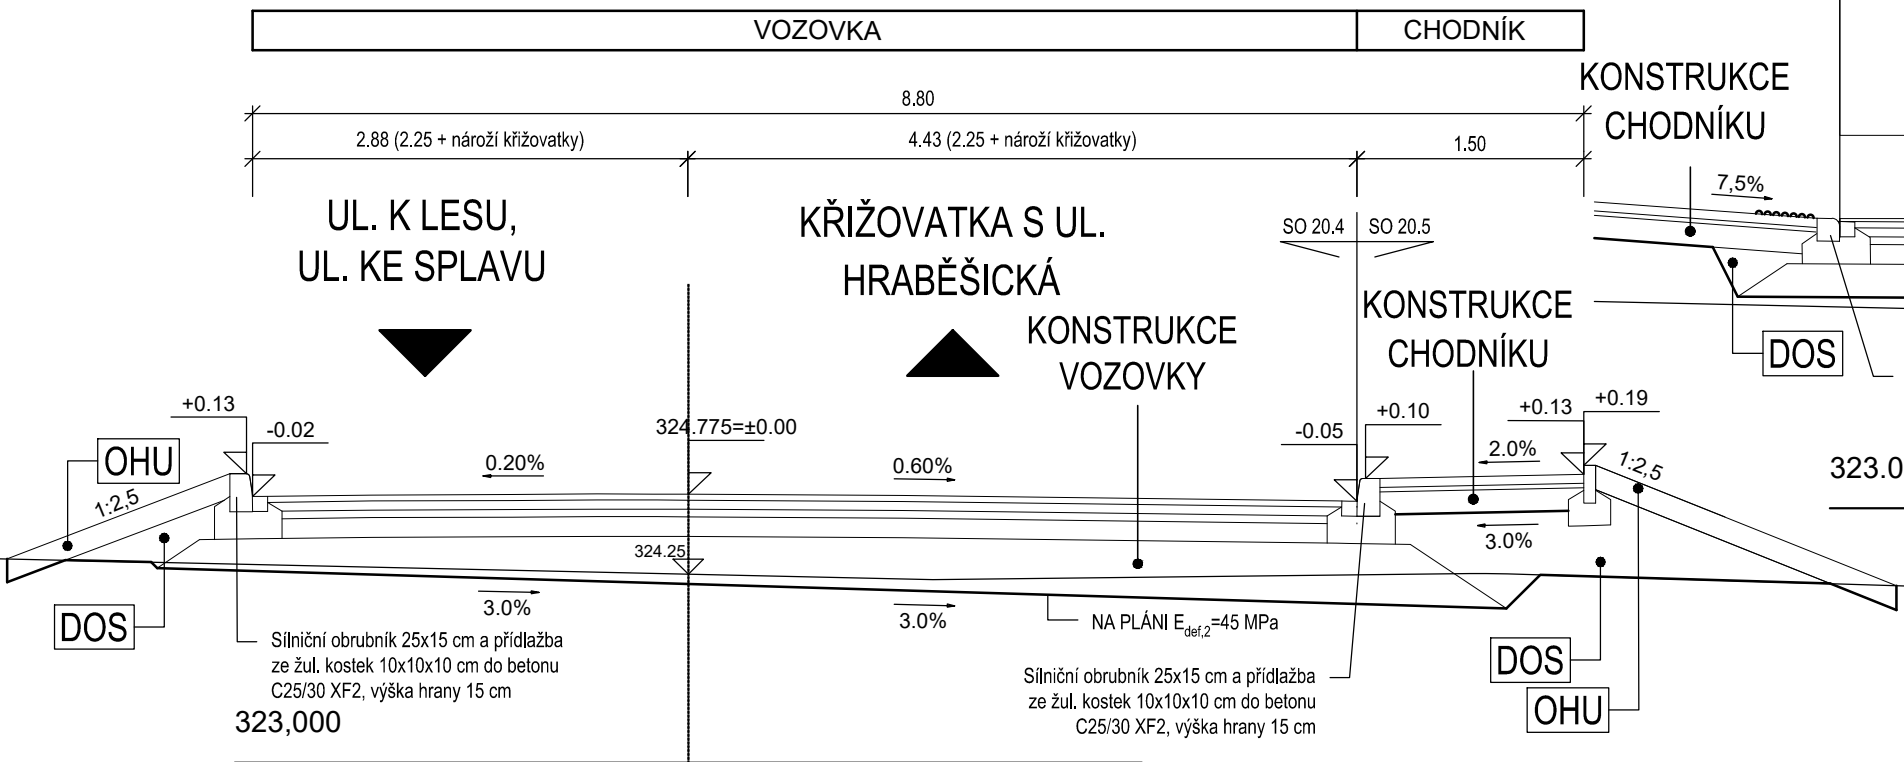 VOZOVKA
CHODNÍK
KONSTRUKCE
CHODNÍKU
8.80
2.88 (2.25 + nároží křižovatky)
4.43 (2.25 + nároží křižovatky)
1.50
7,5%
UL. K LESU,
UL. KE SPLAVU
KŘIŽOVATKA S UL.
HRABĚŠICKÁ
SO 20.4
SO 20.5
KONSTRUKCE
VOZOVKY
KONSTRUKCE
CHODNÍKU
DOS
+0.13
-0.02
324.775=±0.00
-0.05
+0.10
+0.13
+0.19
OHU
1:2,5
0.20%
0.60%
2.0%
1:2,5
323.0
324.25
3.0%
3.0%
3.0%
DOS
NA PLÁNI Edef,2=45 MPa
Silniční obrubník 25x15 cm a přídlažba
ze žul. kostek 10x10x10 cm do betonu
C25/30 XF2, výška hrany 15 cm
Silniční obrubník 25x15 cm a přídlažba
ze žul. kostek 10x10x10 cm do betonu
C25/30 XF2, výška hrany 15 cm
DOS
OHU
323,000